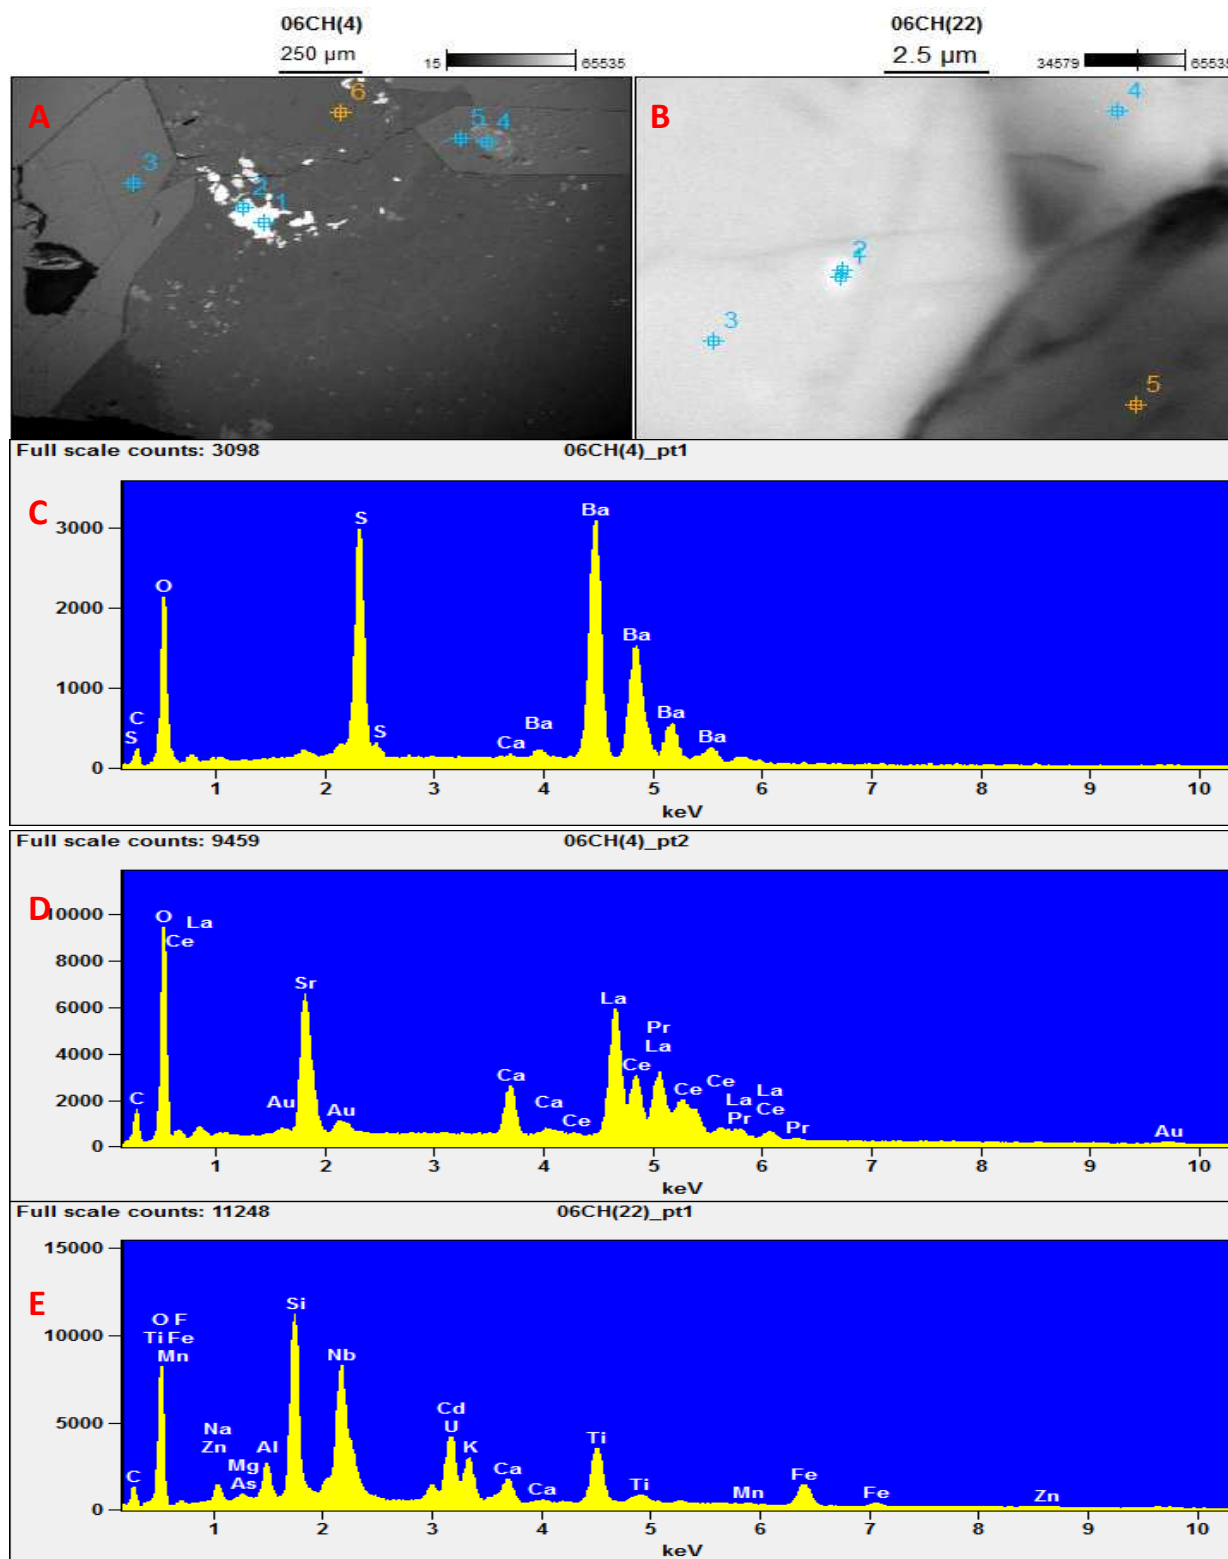 06CH(4)
250 µm
15 65535
06CH(22)
2.5 µm
34579 65535
A
6
5 4
3
2
1
B
4
2
3
5
Full scale counts: 3098 06CH(4)_pt1
C
3000
2000
1000
0
S
O
C
S
S
Ca
Ba
Ba
Ba
Ba
Ba
1 2 3 4 5 6 7 8 9 10
keV
Full scale counts: 9459 06CH(4)_pt2
D
10000
8000
6000
4000
2000
0
O La
Ce
C
Au
Sr
Au
Ca
Ca
Ce
La
Ce
Pr
La
Ce
Ce
La
Pr
La
Ce
Pr
Au
1 2 3 4 5 6 7 8 9 10
keV
Full scale counts: 11248 06CH(22)_pt1
E
15000
10000
5000
0
O F
Ti Fe
Mn
C
Na
Zn
Mg
As
Al
Si
Nb
Cd
U
K
Ca
Ca
Ti
Ti
Mn
Fe
Fe
Zn
1 2 3 4 5 6 7 8 9 10
keV